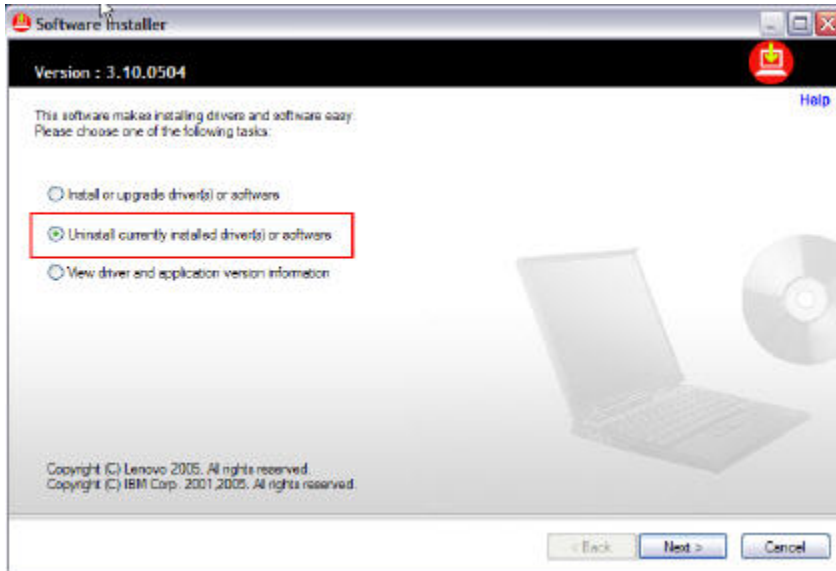 Software Installer
Version : 3.10.0504
Help
This software makes installing drivers and software easy.
Please choose one of the following tasks:
Install or upgrade driver(s) or software
Uninstall currently installed driver(s) or software
View driver and application version information
Copyright (C) Lenovo 2005. All rights reserved.
Copyright (C) IBM Corp. 2001,2005. All rights reserved.
< Back
Next >
Cancel